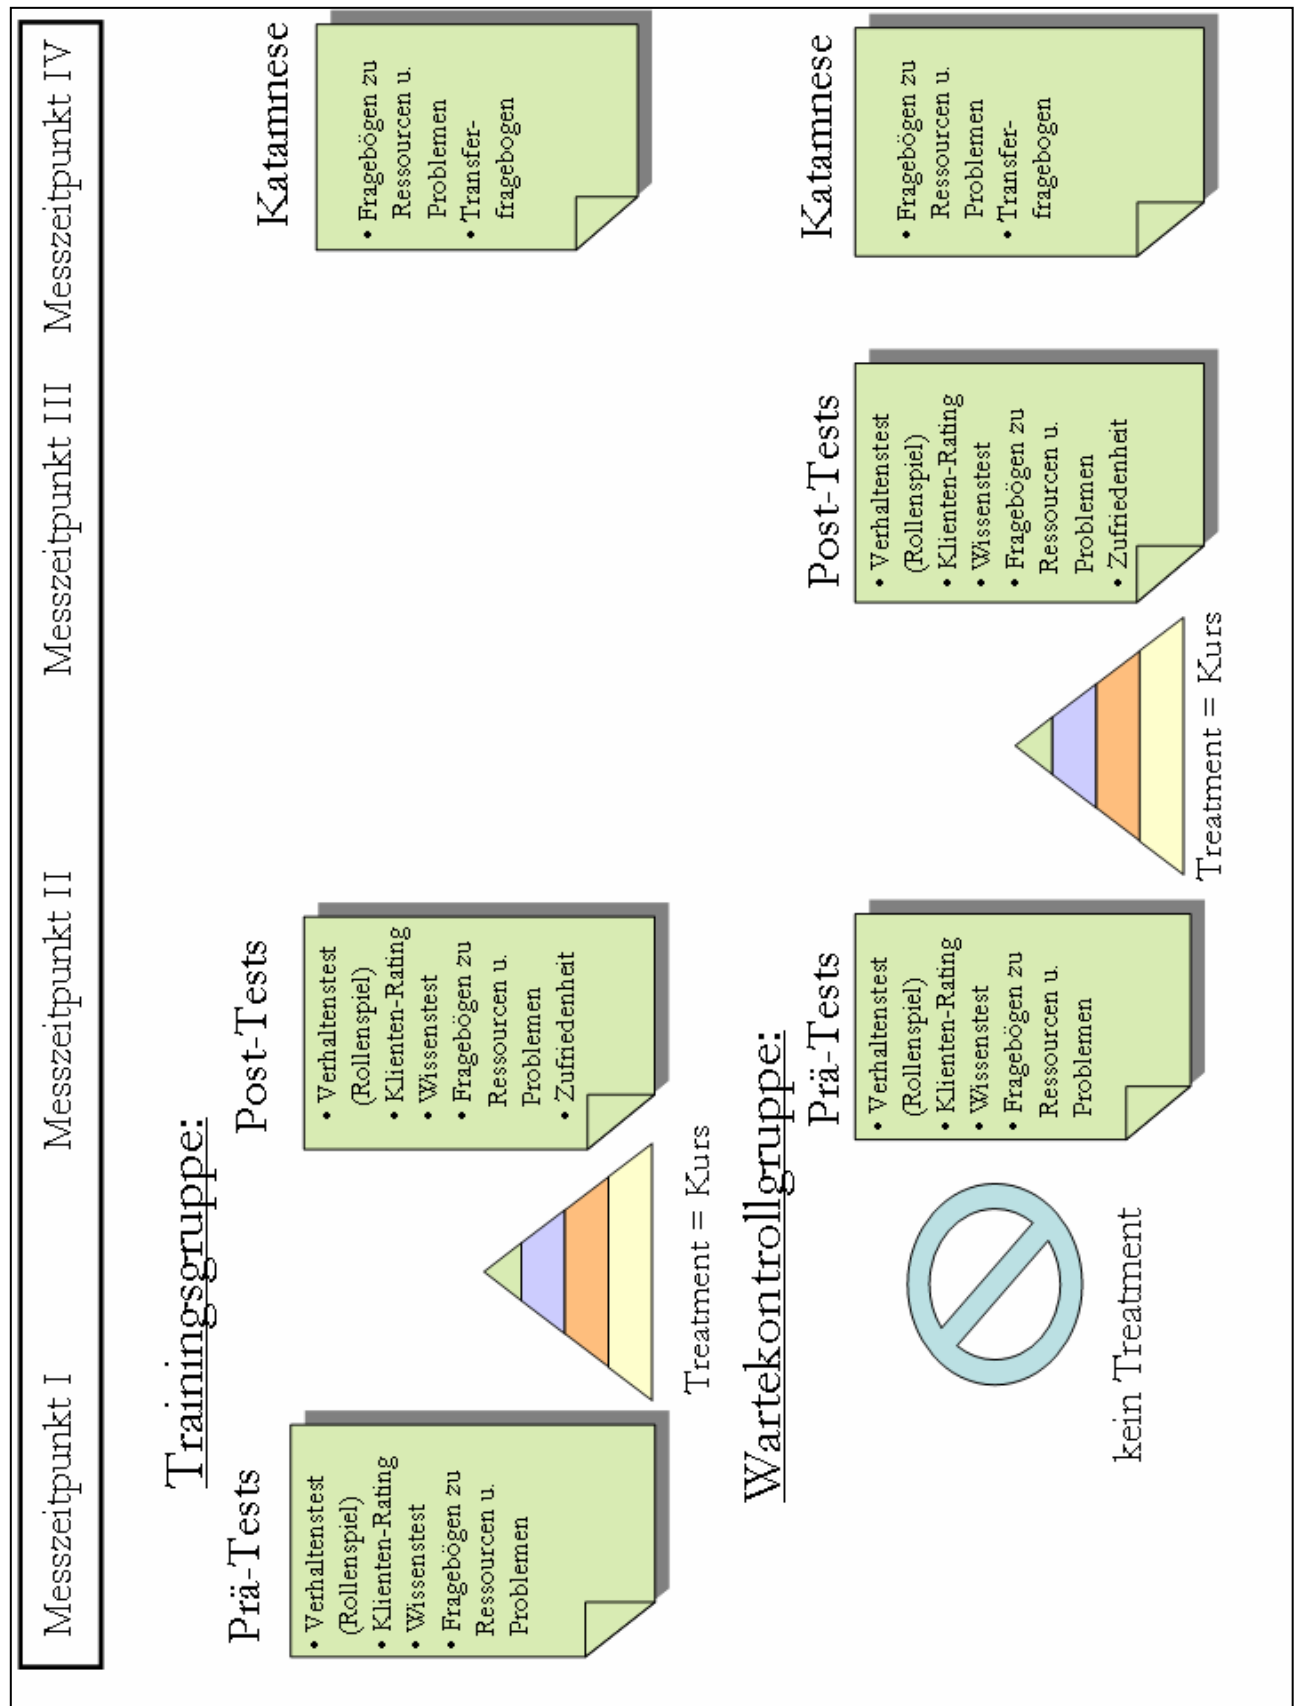 Messzeitpunkt I Messzeitpunkt II Messzeitpunkt III Messzeitpunkt IV
Trainingsgruppe:
Prä-Tests
• Verhaltenstest
(Rollenspiel)
• Klienten-Rating
• Wissenstest
• Fragebögen zu
Ressourcen u.
Problemen
Treatment = Kurs
Post-Tests
• Verhaltenstest
(Rollenspiel)
• Klienten-Rating
• Wissenstest
• Fragebögen zu
Ressourcen u.
Problemen
• Zufriedenheit
Katamnese
• Fragebögen zu
Ressourcen u.
Problemen
• Transfer-
fragebogen
Wartekontrollgruppe:
kein Treatment
Prä-Tests
• Verhaltenstest
(Rollenspiel)
• Klienten-Rating
• Wissenstest
• Fragebögen zu
Ressourcen u.
Problemen
Treatment = Kurs
Post-Tests
• Verhaltenstest
(Rollenspiel)
• Klienten-Rating
• Wissenstest
• Fragebögen zu
Ressourcen u.
Problemen
• Zufriedenheit
Katamnese
• Fragebögen zu
Ressourcen u.
Problemen
• Transfer-
fragebogen